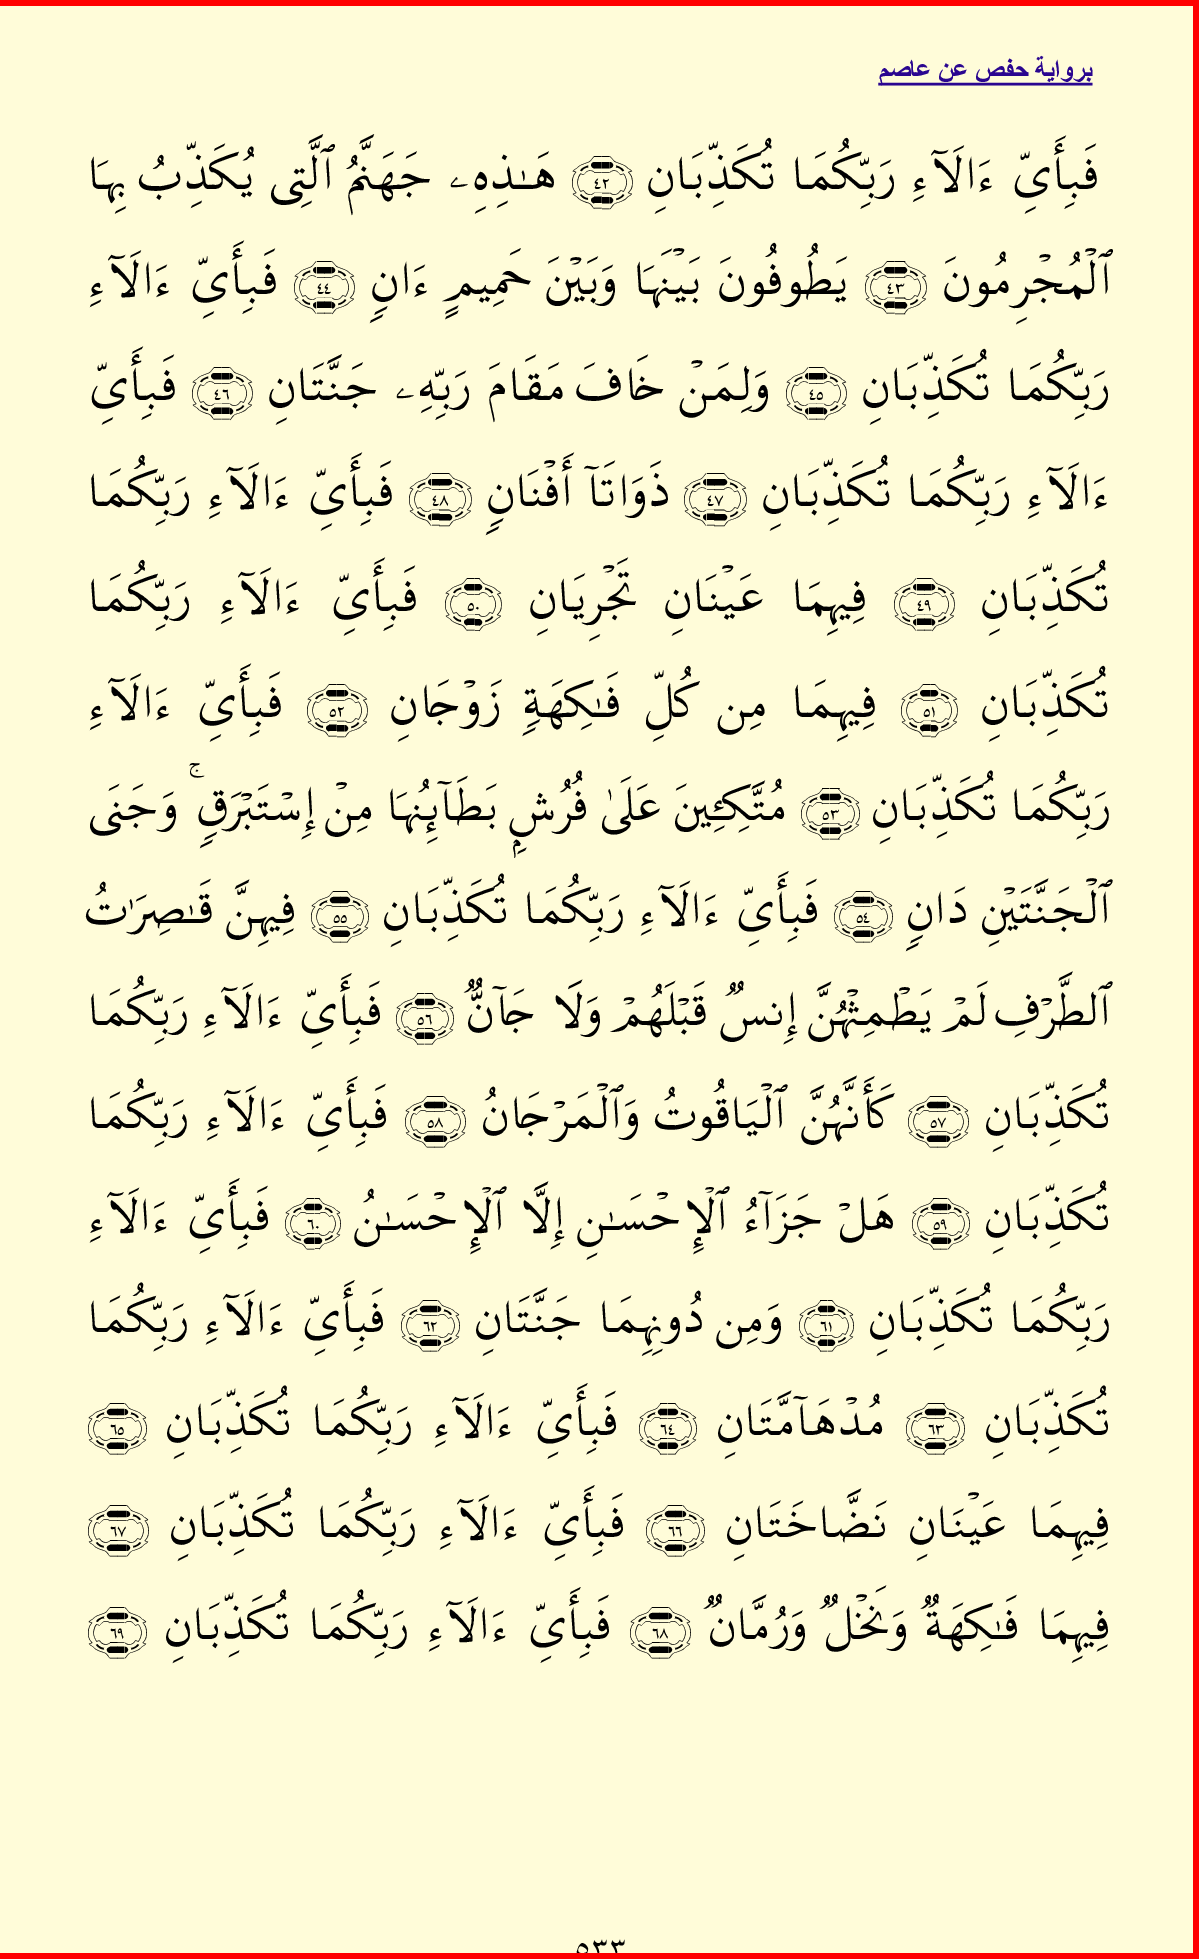 برواية حفص عن عاصم
فَبِأَيِّ ءَالَآءِ رَبِّكُمَا تُكَذِّبَانِ ٤٢ هَـٰذِهِۦ جَهَنَّمُ ٱلَّتِى يُكَذِّبُ بِهَا
ٱلْمُجْرِمُونَ ٤٣ يَطُوفُونَ بَيْنَهَا وَبَيْنَ حَمِيمٍ ءَانٍ ٤٤ فَبِأَىِّ ءَالَآءِ
رَبِّكُمَا تُكَذِّبَانِ ٤٥ وَلِمَنْ خَافَ مَقَامَ رَبِّهِۦ جَنَّتَانِ ٤٦ فَبِأَىِّ
ءَالَآءِ رَبِّكُمَا تُكَذِّبَانِ ٤٧ ذَوَاتَآ أَفْنَانٍ ٤٨ فَبِأَىِّ ءَالَآءِ رَبِّكُمَا
تُكَذِّبَانِ ٤٩ فِيهِمَا عَيْنَانِ تَجْرِيَانِ ٥٠ فَبِأَىِّ ءَالَآءِ رَبِّكُمَا
تُكَذِّبَانِ ٥١ فِيهِمَا مِن كُلِّ فَـٰكِهَةٍ زَوْجَانِ ٥٢ فَبِأَىِّ ءَالَآءِ
رَبِّكُمَا تُكَذِّبَانِ ٥٣ مُتَّكِـِٔينَ عَلَىٰ فُرُشٍۭ بَطَآئِنُهَا مِنْ إِسْتَبْرَقٍ ۚ وَجَنَى
ٱلْجَنَّتَيْنِ دَانٍ ٥٤ فَبِأَىِّ ءَالَآءِ رَبِّكُمَا تُكَذِّبَانِ ٥٥ فِيهِنَّ قَـٰصِرَٰتُ
ٱلطَّرْفِ لَمْ يَطْمِثْهُنَّ إِنسٌ قَبْلَهُمْ وَلَا جَآنٌّ ٥٦ فَبِأَىِّ ءَالَآءِ رَبِّكُمَا
تُكَذِّبَانِ ٥٧ كَأَنَّهُنَّ ٱلْيَاقُوتُ وَٱلْمَرْجَانُ ٥٨ فَبِأَىِّ ءَالَآءِ رَبِّكُمَا
تُكَذِّبَانِ ٥٩ هَلْ جَزَآءُ ٱلْإِحْسَـٰنِ إِلَّا ٱلْإِحْسَـٰنُ ٦٠ فَبِأَىِّ ءَالَآءِ
رَبِّكُمَا تُكَذِّبَانِ ٦١ وَمِن دُونِهِمَا جَنَّتَانِ ٦٢ فَبِأَىِّ ءَالَآءِ رَبِّكُمَا
تُكَذِّبَانِ ٦٣ مُدْهَآمَّتَانِ ٦٤ فَبِأَىِّ ءَالَآءِ رَبِّكُمَا تُكَذِّبَانِ ٦٥
فِيهِمَا عَيْنَانِ نَضَّاخَتَانِ ٦٦ فَبِأَىِّ ءَالَآءِ رَبِّكُمَا تُكَذِّبَانِ ٦٧
فِيهِمَا فَـٰكِهَةٌ وَنَخْلٌ وَرُمَّانٌ ٦٨ فَبِأَىِّ ءَالَآءِ رَبِّكُمَا تُكَذِّبَانِ ٦٩
٥٣٣